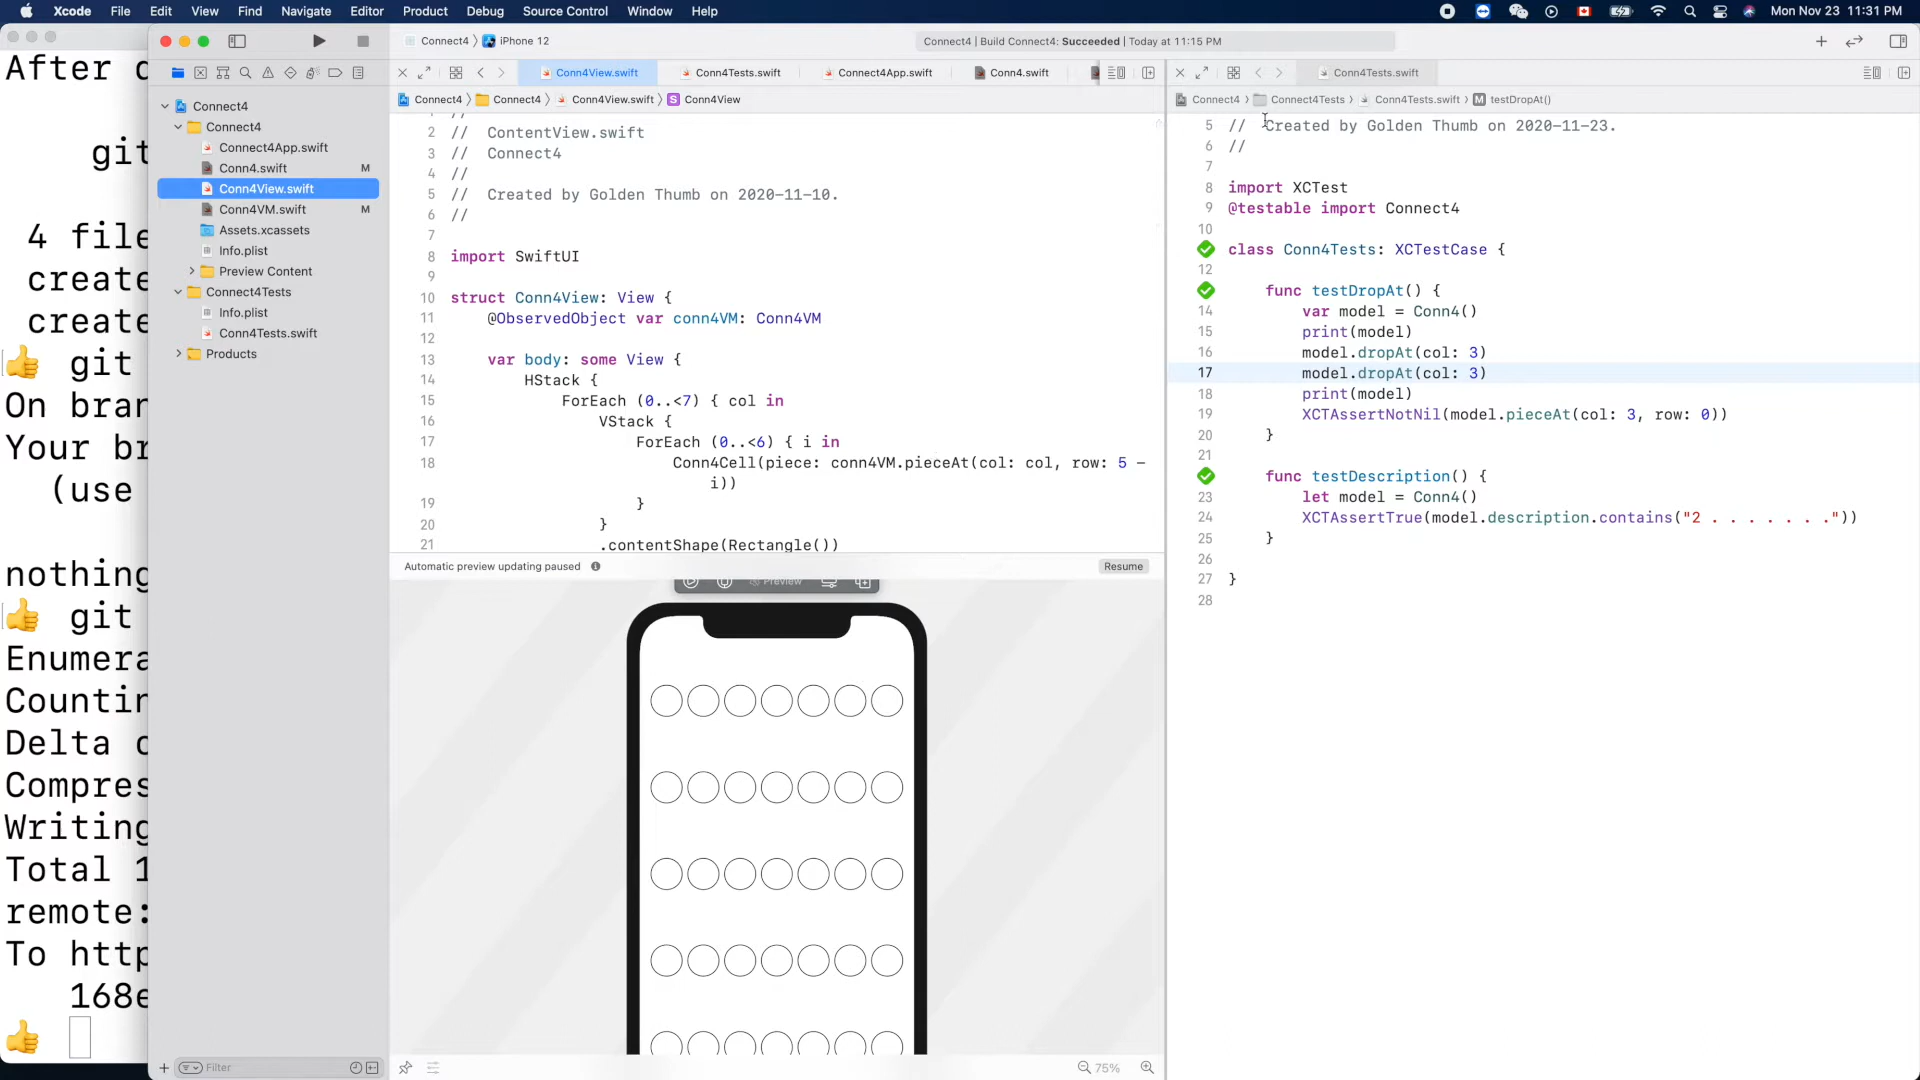 Xcode File Edit View Find Navigate Editor Product Debug Source Control Window Help
Mon Nov 23 11:31 PM
After
git
4 file
create
create
git
On bran
Your br
(use
nothing
git
Enumera
Countin
Delta
Compres
Writing
Total 1
remote:
To http
168e
Connect4 iPhone 12
Connect4 | Build Connect4: Succeeded | Today at 11:15 PM
Connect4
Connect4
Connect4App.swift
Conn4.swift M
Conn4View.swift
Conn4VM.swift M
Assets.xcassets
Info.plist
Preview Content
Connect4Tests
Info.plist
Conn4Tests.swift
Products
Filter
Conn4View.swift Conn4Tests.swift Connect4App.swift Conn4.swift
Connect4 Connect4 Conn4View.swift S Conn4View
2 // ContentView.swift
3 // Connect4
4 //
5 // Created by Golden Thumb on 2020-11-10.
6 //
7
8 import SwiftUI
9
10 struct Conn4View: View {
11 @ObservedObject var conn4VM: Conn4VM
12
13 var body: some View {
14 HStack {
15 ForEach (0..<7) { col in
16 VStack {
17 ForEach (0..<6) { i in
18 Conn4Cell(piece: conn4VM.pieceAt(col: col, row: 5 -
i))
19 }
20 }
21 .contentShape(Rectangle())
Automatic preview updating paused Resume
Preview
75%
Conn4Tests.swift
Connect4 Connect4Tests Conn4Tests.swift M testDropAt()
5 // Created by Golden Thumb on 2020-11-23.
6 //
7
8 import XCTest
9 @testable import Connect4
10
class Conn4Tests: XCTestCase {
12
func testDropAt() {
14 var model = Conn4()
15 print(model)
16 model.dropAt(col: 3)
17 model.dropAt(col: 3)
18 print(model)
19 XCTAssertNotNil(model.pieceAt(col: 3, row: 0))
20 }
21
func testDescription() {
23 let model = Conn4()
24 XCTAssertTrue(model.description.contains("2 . . . . . . ."))
25 }
26
27 }
28